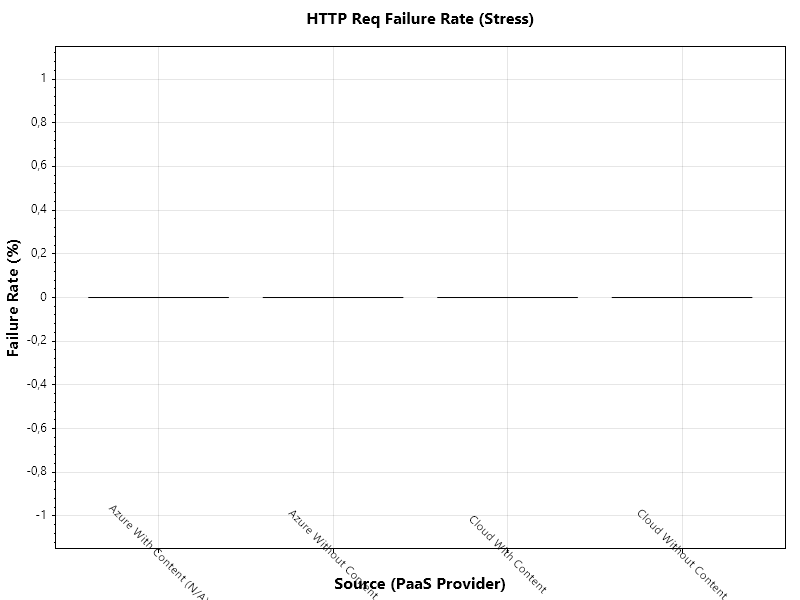 HTTP Req Failure Rate (Stress)
Failure Rate (%)
1
0,8
0,6
0,4
0,2
0
-0,2
-0,4
-0,6
-0,8
-1
Azure With Content (N/A)
Azure Without Content
Cloud With Content
Cloud Without Content
Source (PaaS Provider)